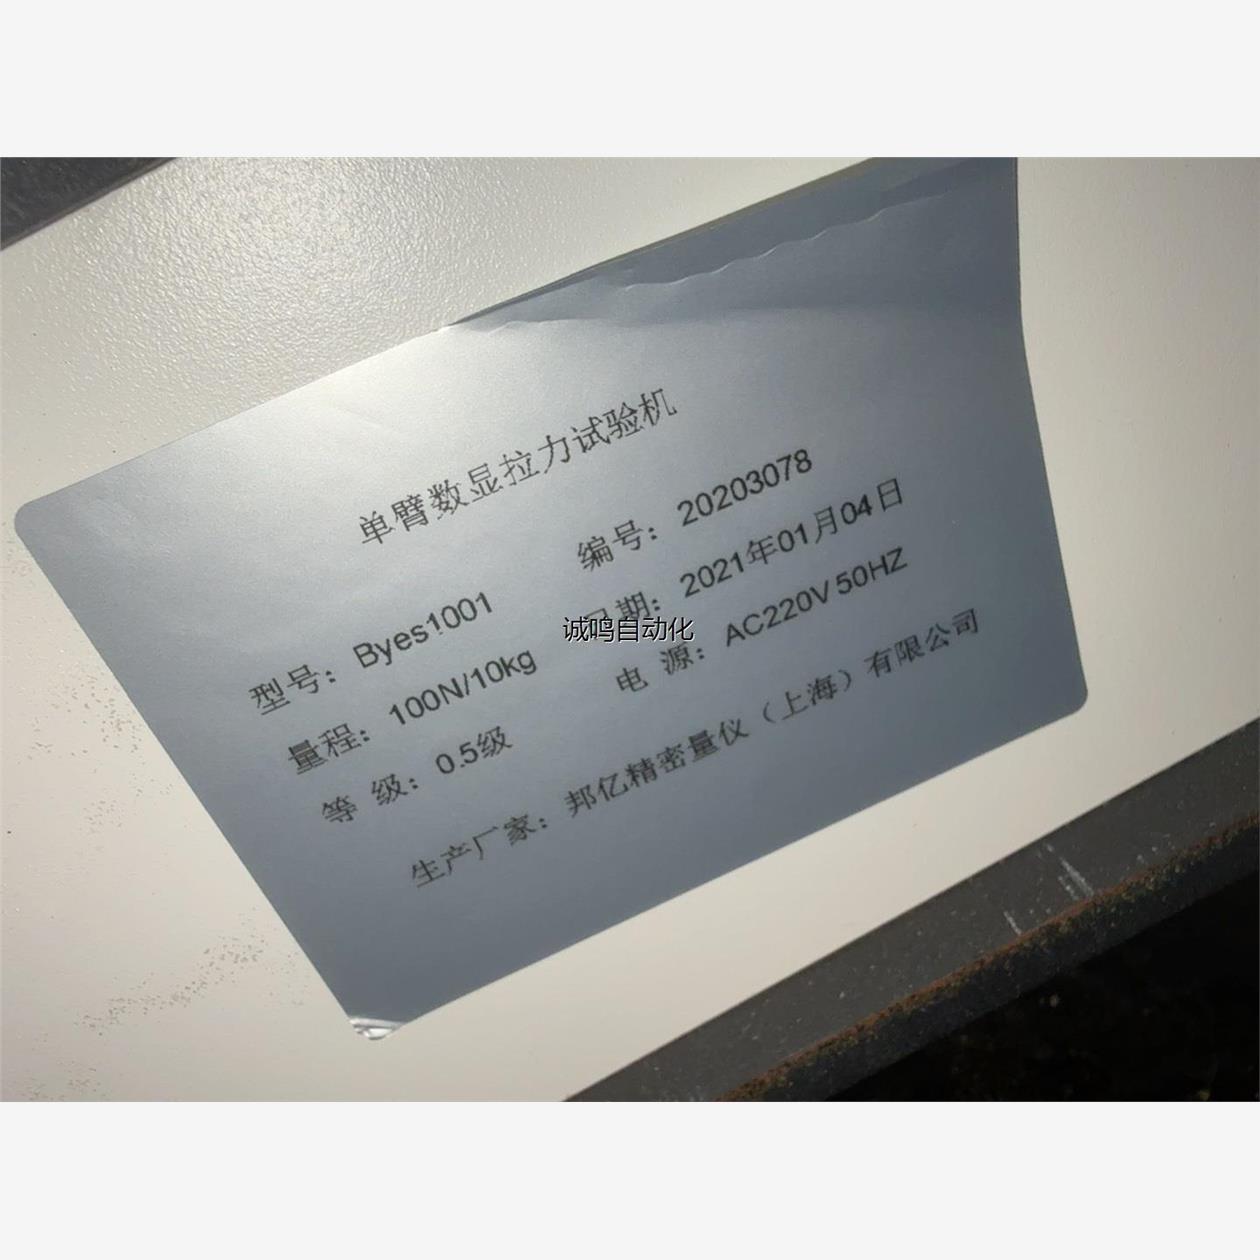 单臂数显拉力试验机
型号：Byes1001 编号：20203078
量程：100N/10kg 日期：2021年01月04日
等 级：0.5级 电 源：AC220V 50HZ
生产厂家：邦亿精密量仪（上海）有限公司
诚鸣自动化